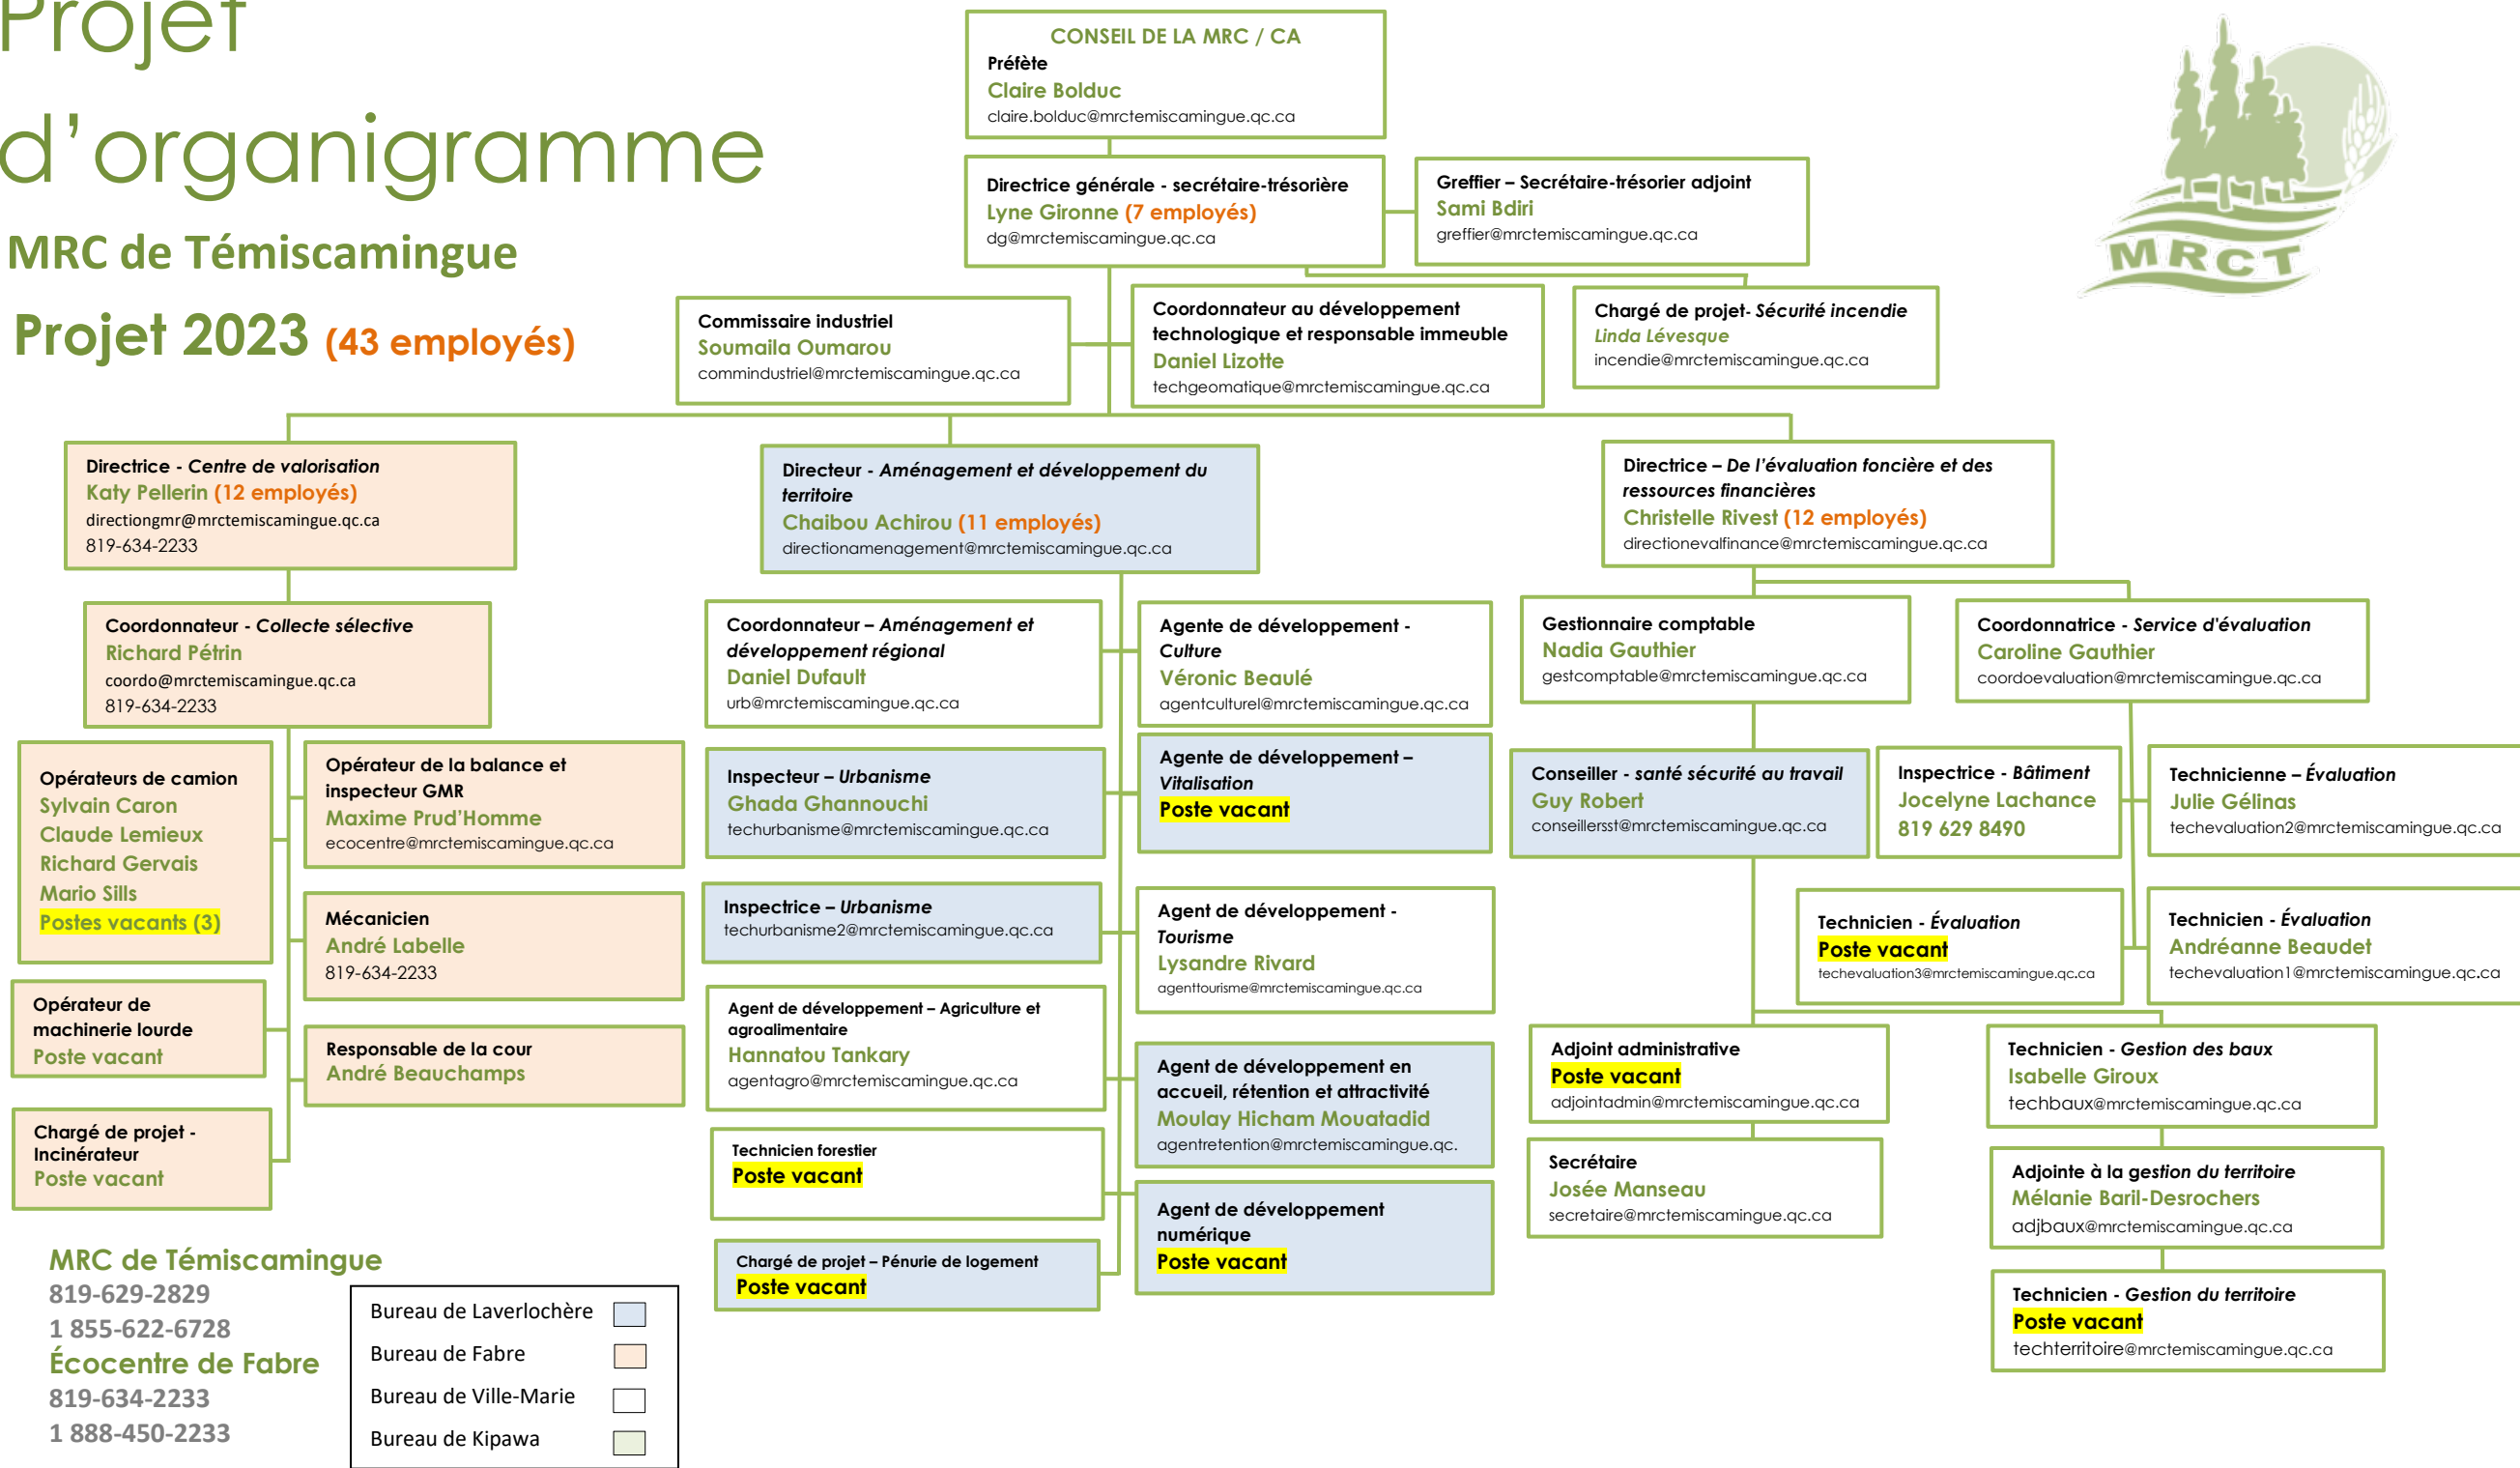 Projet
d'organigramme
MRC de Témiscamingue
Projet 2023 (43 employés)
CONSEIL DE LA MRC / CA
Préfète
Claire Bolduc
claire.bolduc@mrctemiscamingue.qc.ca
Directrice générale - secrétaire-trésorière
Lyne Gironne (7 employés)
dg@mrctemiscamingue.qc.ca
Greffier – Secrétaire-trésorier adjoint
Sami Bdiri
greffier@mrctemiscamingue.qc.ca
MRCT
Commissaire industriel
Soumaila Oumarou
commindustriel@mrctemiscamingue.qc.ca
Coordonnateur au développement
technologique et responsable immeuble
Daniel Lizotte
techgeomatique@mrctemiscamingue.qc.ca
Chargé de projet- Sécurité incendie
Linda Lévesque
incendie@mrctemiscamingue.qc.ca
Directrice - Centre de valorisation
Katy Pellerin (12 employés)
directiongmr@mrctemiscamingue.qc.ca
819-634-2233
Coordonnateur - Collecte sélective
Richard Pétrin
coordo@mrctemiscamingue.qc.ca
819-634-2233
Opérateurs de camion
Sylvain Caron
Claude Lemieux
Richard Gervais
Mario Sills
Postes vacants (3)
Opérateur de la balance et
inspecteur GMR
Maxime Prud'Homme
ecocentre@mrctemiscamingue.qc.ca
Mécanicien
André Labelle
819-634-2233
Opérateur de
machinerie lourde
Poste vacant
Responsable de la cour
André Beauchamps
Chargé de projet -
Incinérateur
Poste vacant
Directeur - Aménagement et développement du
territoire
Chaibou Achirou (11 employés)
directionamenagement@mrctemiscamingue.qc.ca
Coordonnateur – Aménagement et
développement régional
Daniel Dufault
urb@mrctemiscamingue.qc.ca
Agente de développement -
Culture
Véronic Beaulé
agentculturel@mrctemiscamingue.qc.ca
Inspecteur – Urbanisme
Ghada Ghannouchi
techurbanisme@mrctemiscamingue.qc.ca
Agente de développement –
Vitalisation
Poste vacant
Inspectrice – Urbanisme
techurbanisme2@mrctemiscamingue.qc.ca
Agent de développement -
Tourisme
Lysandre Rivard
agenttourisme@mrctemiscamingue.qc.ca
Agent de développement – Agriculture et
agroalimentaire
Hannatou Tankary
agentagro@mrctemiscamingue.qc.ca
Agent de développement en
accueil, rétention et attractivité
Moulay Hicham Mouatadid
agentretention@mrctemiscamingue.qc.
Technicien forestier
Poste vacant
Agent de développement
numérique
Poste vacant
Chargé de projet – Pénurie de logement
Poste vacant
Directrice – De l'évaluation foncière et des
ressources financières
Christelle Rivest (12 employés)
directionevalfinance@mrctemiscamingue.qc.ca
Gestionnaire comptable
Nadia Gauthier
gestcomptable@mrctemiscamingue.qc.ca
Coordonnatrice - Service d'évaluation
Caroline Gauthier
coordoevaluation@mrctemiscamingue.qc.ca
Conseiller - santé sécurité au travail
Guy Robert
conseillersst@mrctemiscamingue.qc.ca
Inspectrice - Bâtiment
Jocelyne Lachance
819 629 8490
Technicienne – Évaluation
Julie Gélinas
techevaluation2@mrctemiscamingue.qc.ca
Technicien - Évaluation
Poste vacant
techevaluation3@mrctemiscamingue.qc.ca
Technicien - Évaluation
Andréanne Beaudet
techevaluation1@mrctemiscamingue.qc.ca
Adjoint administrative
Poste vacant
adjointadmin@mrctemiscamingue.qc.ca
Technicien - Gestion des baux
Isabelle Giroux
techbaux@mrctemiscamingue.qc.ca
Secrétaire
Josée Manseau
secretaire@mrctemiscamingue.qc.ca
Adjointe à la gestion du territoire
Mélanie Baril-Desrochers
adjbaux@mrctemiscamingue.qc.ca
Technicien - Gestion du territoire
Poste vacant
techterritoire@mrctemiscamingue.qc.ca
MRC de Témiscamingue
819-629-2829
1 855-622-6728
Écocentre de Fabre
819-634-2233
1 888-450-2233
Bureau de Laverlochère
Bureau de Fabre
Bureau de Ville-Marie
Bureau de Kipawa